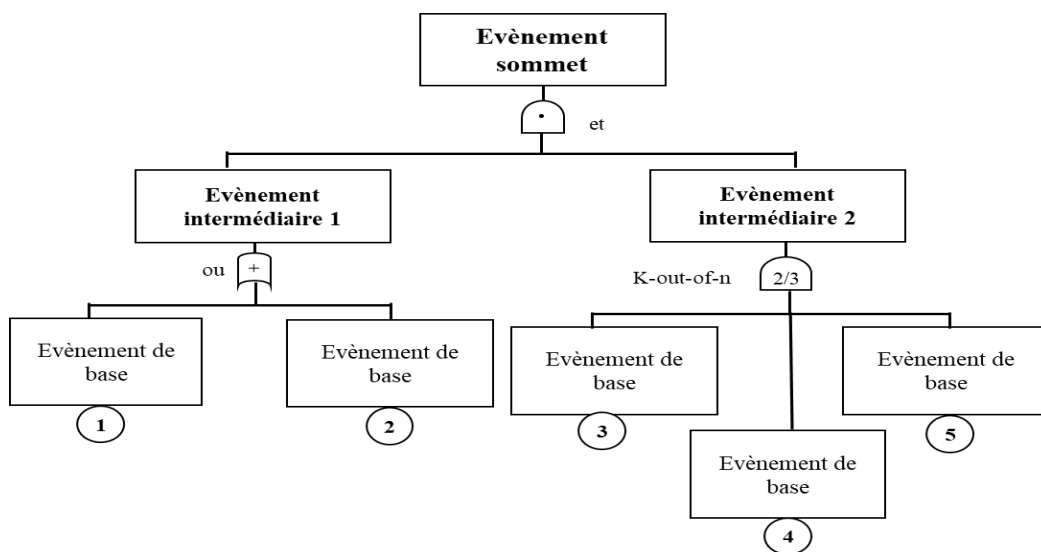 Evènement
sommet
•
et
Evènement
intermédiaire 1
Evènement
intermédiaire 2
ou
+
K-out-of-n
2/3
Evènement de
base
1
Evènement de
base
2
Evènement de
base
3
Evènement de
base
4
Evènement de
base
5